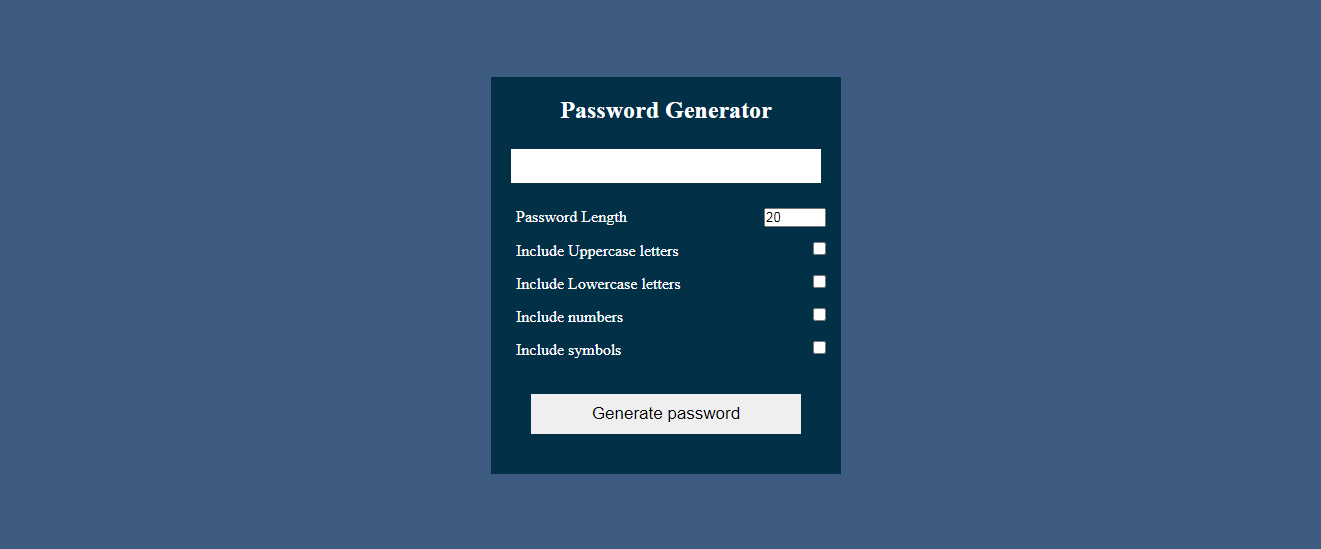 Password Generator
Password Length 20
Include Uppercase letters
Include Lowercase letters
Include numbers
Include symbols
Generate password